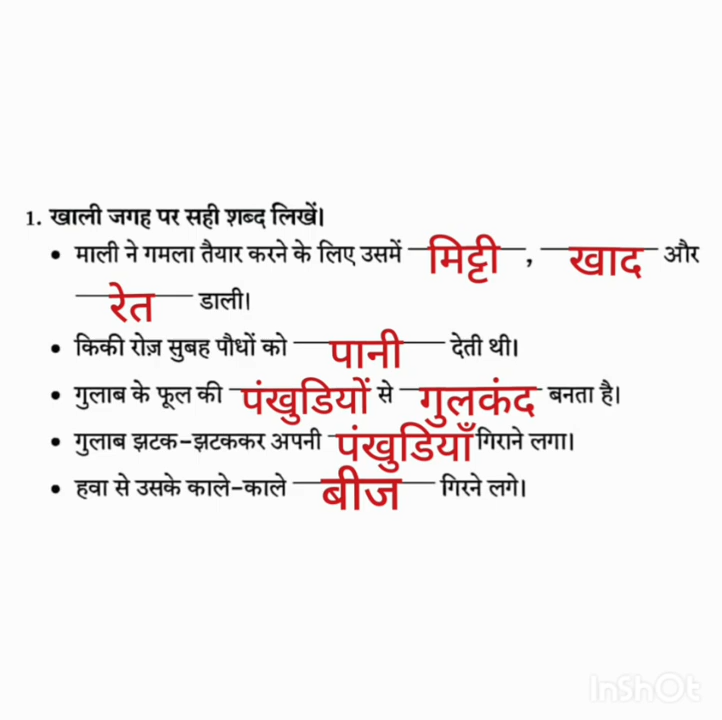 1. खाली जगह पर सही शब्द लिखें।
• माली ने गमला तैयार करने के लिए उसमें मिट्टी , खाद और
रेत डाली।
• किकी रोज़ सुबह पौधों को पानी देती थी।
• गुलाब के फूल की पंखुडियों से गुलकंद बनता है।
• गुलाब झटक-झटककर अपनी पंखुडियाँ गिराने लगा।
• हवा से उसके काले-काले बीज गिरने लगे।
InShOt